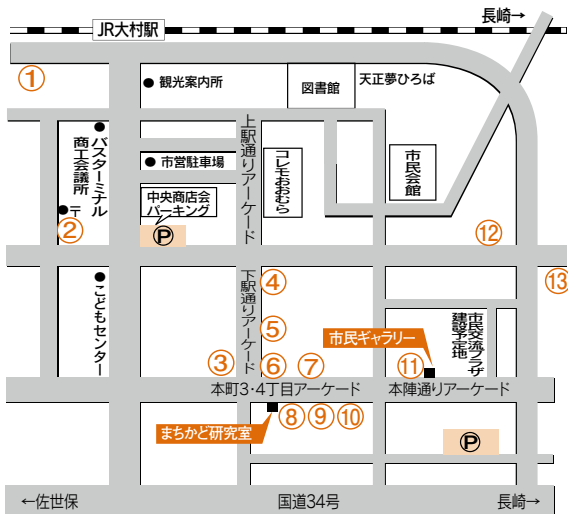 長崎→
JR大村駅
①
● 観光案内所
図書館
天正夢ひろば
バスターミナル
商工会議所
● 市営駐車場
上駅通りアーケード
コレモおおむら
市民会館
中央商店会
パーキング
〒
②
P
⑫
⑬
こどもセンター
下駅通りアーケード
④
⑤
市民ギャラリー
市民交流プラザ
建設予定地
③
⑥
⑦
⑪
本町3・4丁目アーケード
本陣通りアーケード
まちかど研究室
⑧
⑨
⑩
P
←佐世保
国道34号
長崎→